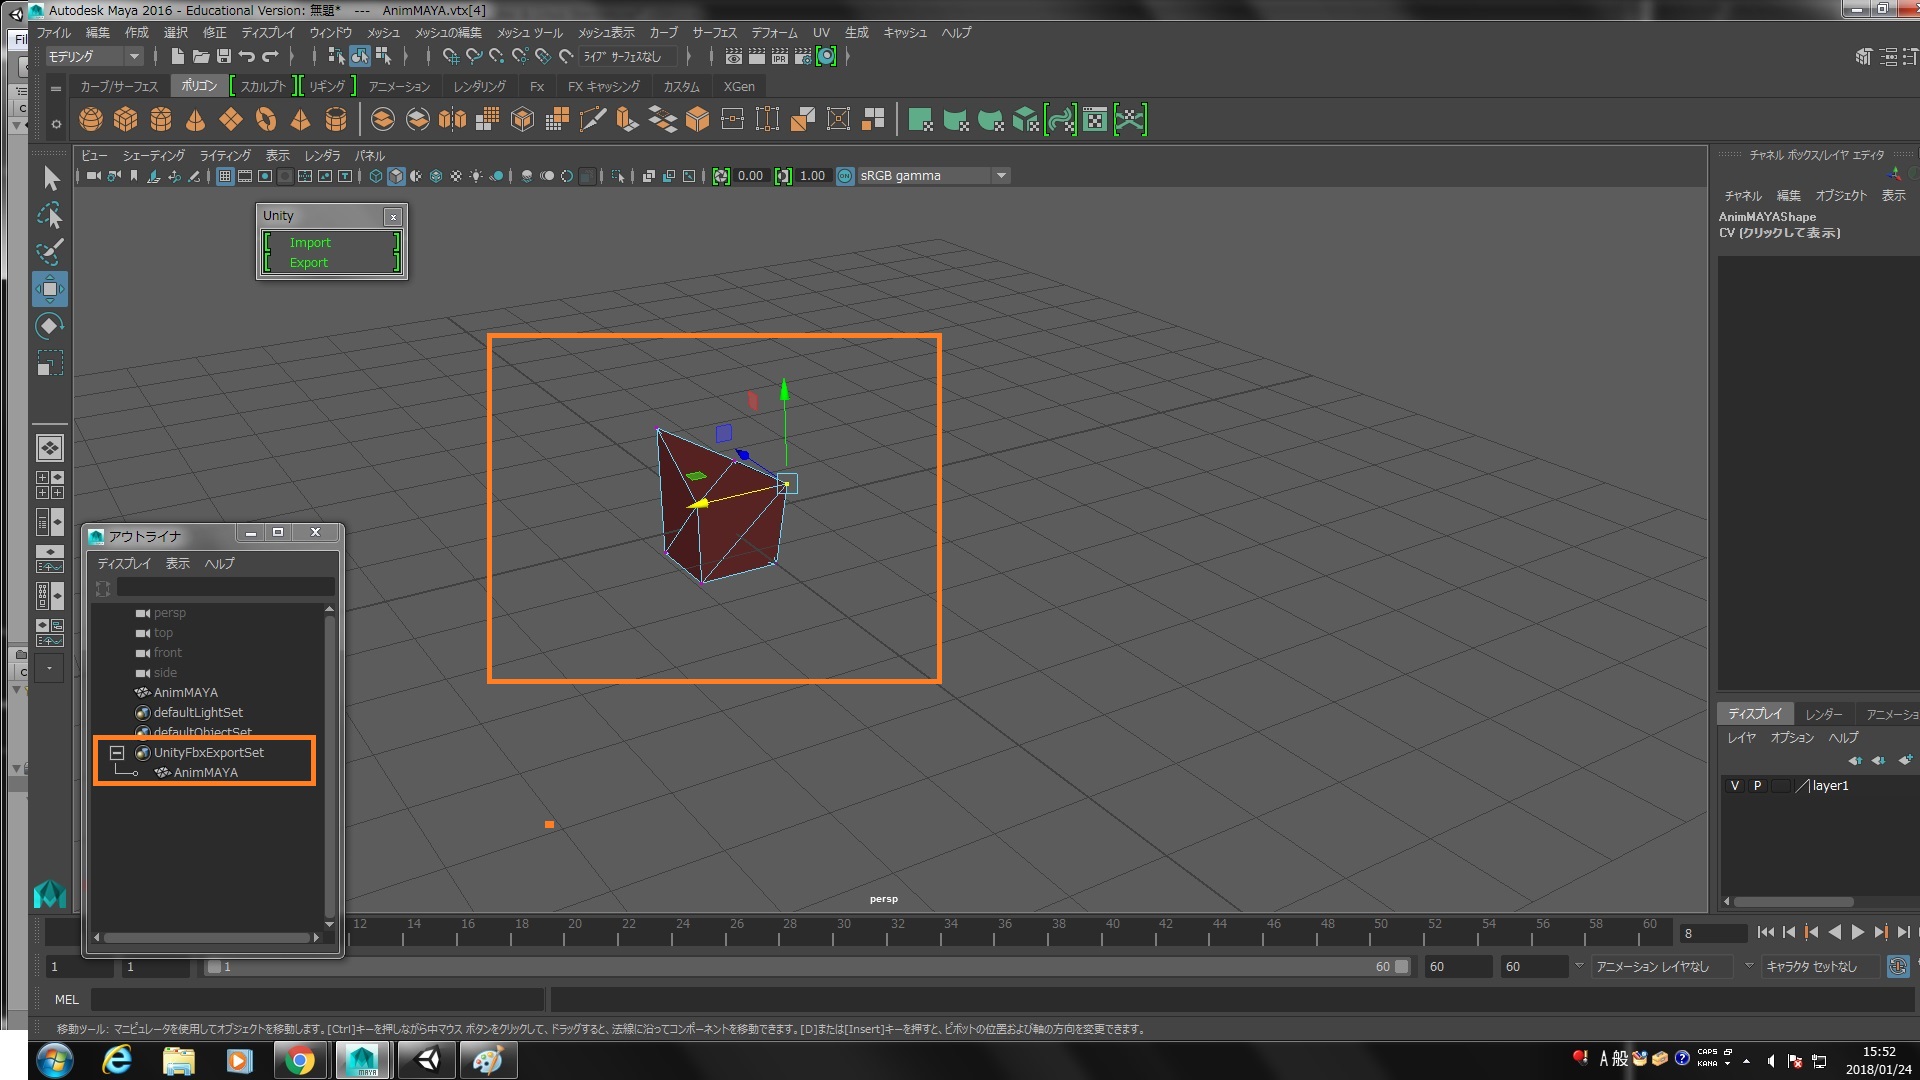 Autodesk Maya 2016 - Educational Version: 無題*   ---   AnimMAYA.vtx[4]
Fil
ファイル 編集 作成 選択 修正 ディスプレイ ウィンドウ メッシュ メッシュの編集 メッシュ ツール メッシュ表示 カーブ サーフェス デフォーム UV 生成 キャッシュ ヘルプ
モデリング
ライブ サーフェスなし
IPR
カーブ/サーフェス ポリゴン スカルプト リギング アニメーション レンダリング Fx FX キャッシング カスタム XGen
ビュー シェーディング ライティング 表示 レンダラ パネル
0.00 1.00 ON sRGB gamma
チャネル ボックス/レイヤ エディタ
チャネル 編集 オブジェクト 表示
AnimMAYAShape
CV (クリックして表示)
Unity x
Import
Export
アウトライナ
ディスプレイ 表示 ヘルプ
persp
top
front
side
AnimMAYA
defaultLightSet
defaultObjectSet
UnityFbxExportSet
AnimMAYA
persp
ディスプレイ レンダー アニメーショ
レイヤ オプション ヘルプ
V P layer1
12 14 16 18 20 22 24 26 28 30 32 34 36 38 40 42 44 46 48 50 52 54 56 58 60
8
1 1 1 60 60 60 アニメーション レイヤなし キャラクタ セットなし
MEL
移動ツール: マニピュレータを使用してオブジェクトを移動します。[Ctrl]キーを押しながら中マウス ボタンをクリックして、ドラッグすると、法線に沿ってコンポーネントを移動できます。[D]または[Insert]キーを押すと、ピボットの位置および軸の方向を変更できます。
MAYA
A 般
CAPS
KANA
15:52
2018/01/24